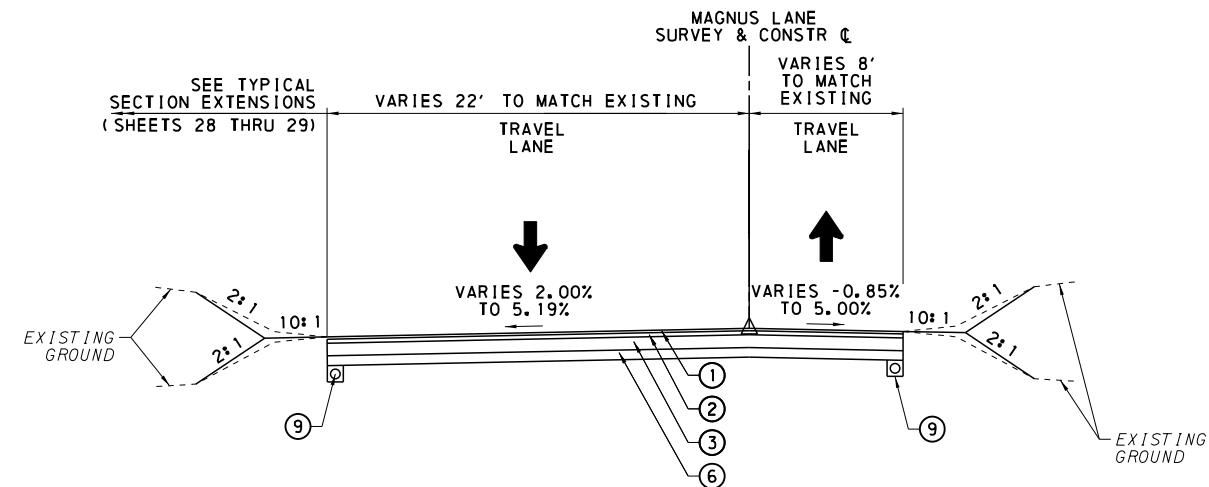 MAGNUS LANE
SURVEY & CONSTR ℄
SEE TYPICAL
SECTION EXTENSIONS
(SHEETS 28 THRU 29)
VARIES 22' TO MATCH EXISTING
VARIES 8'
TO MATCH
EXISTING
TRAVEL
LANE
TRAVEL
LANE
VARIES 2.00%
TO 5.19%
VARIES -0.85%
TO 5.00%
2:1
10:1
2:1
EXISTING
GROUND
10:1
2:1
2:1
EXISTING
GROUND
1
2
3
6
9
9